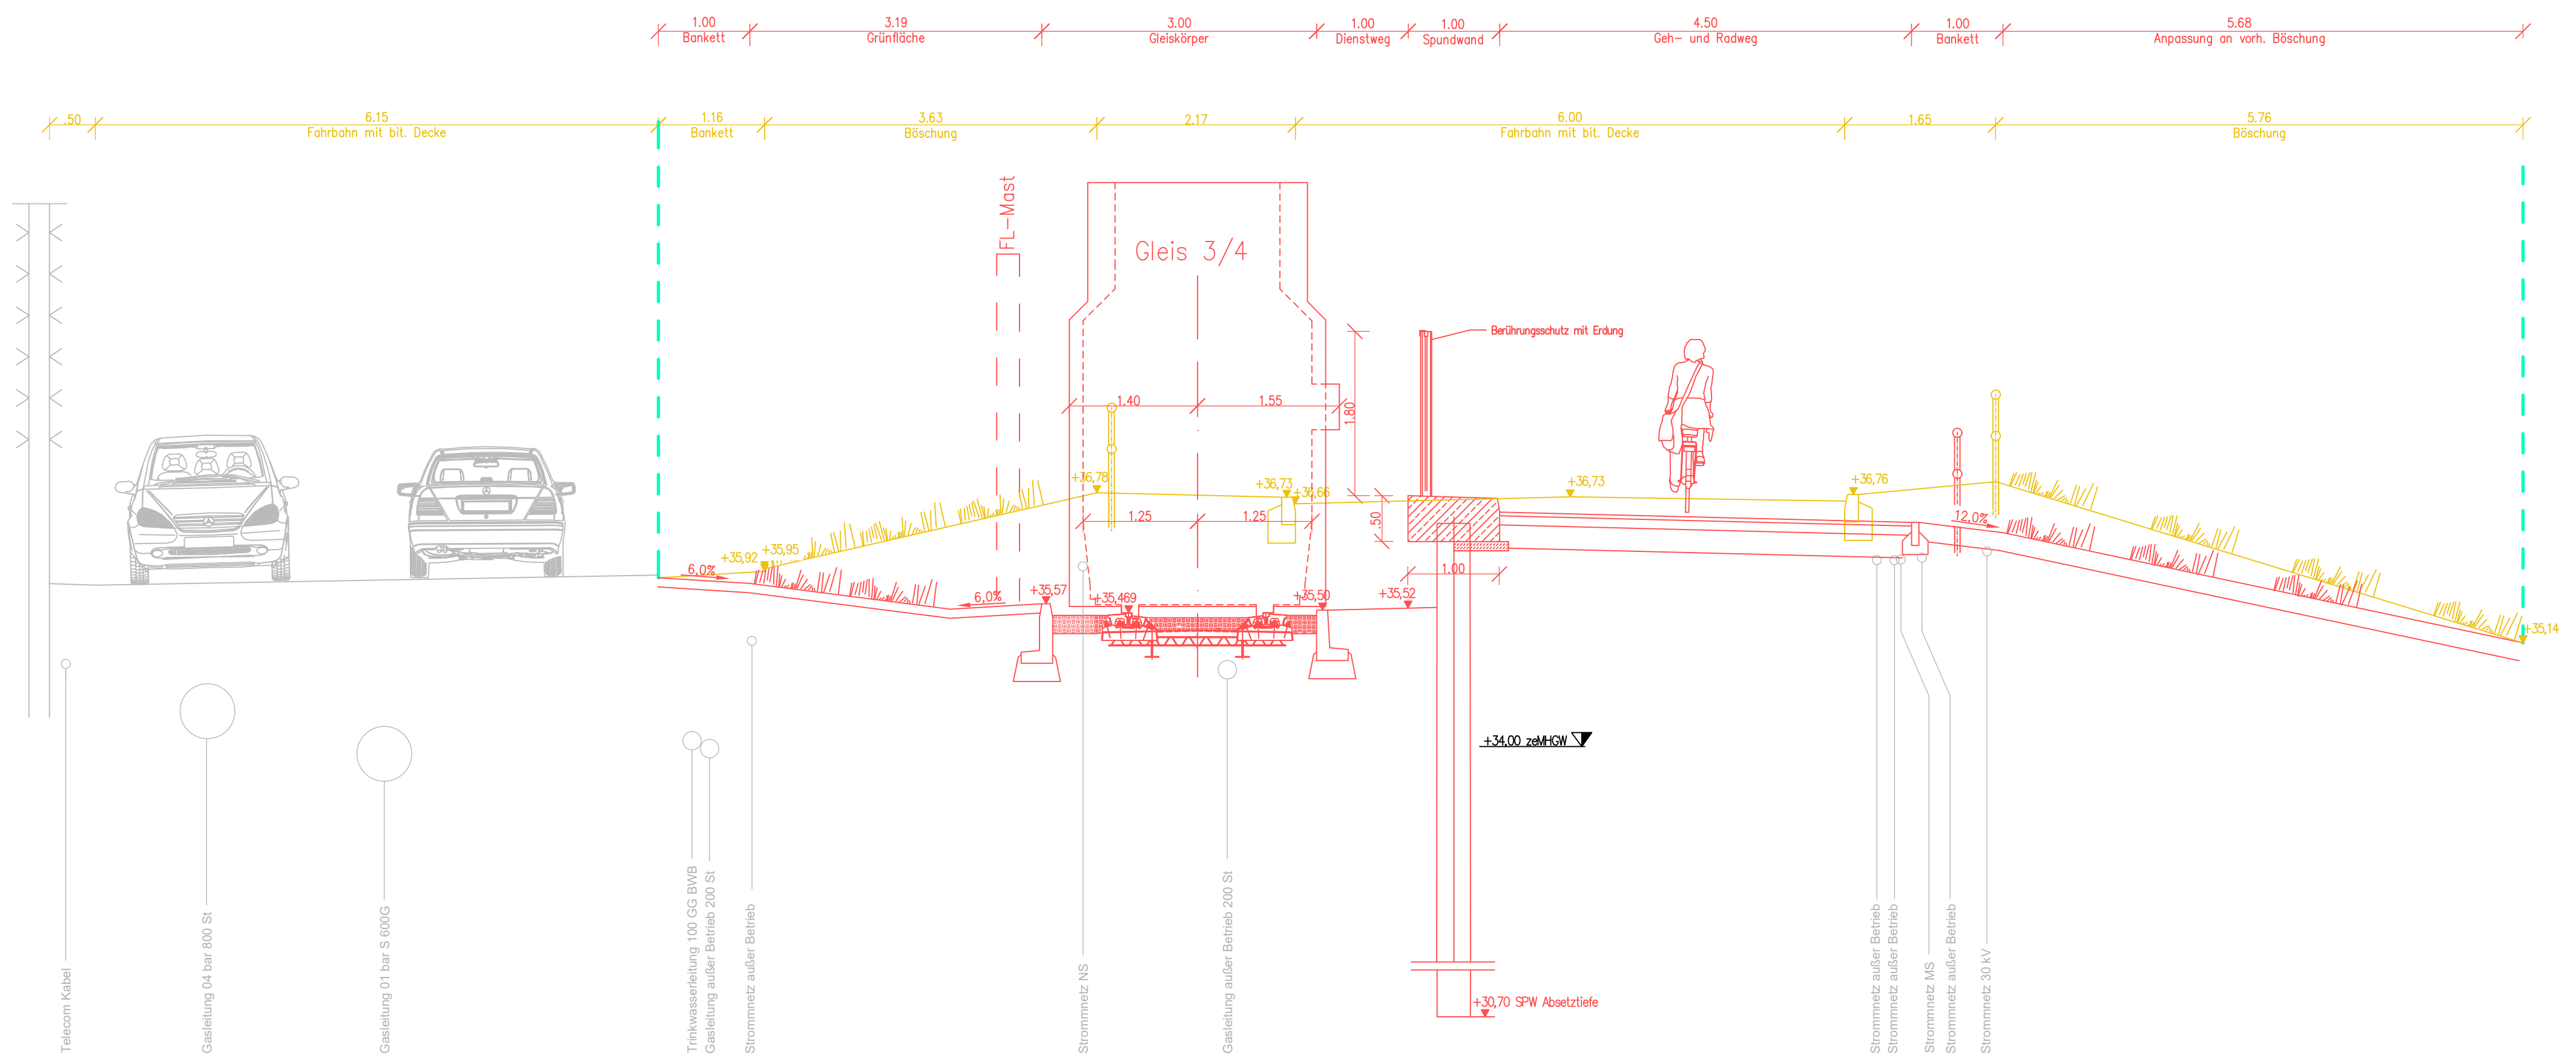 1.00
Bankett
3.19
Grünfläche
3.00
Gleiskörper
1.00
Dienstweg
1.00
Spundwand
4.50
Geh- und Radweg
1.00
Bankett
5.68
Anpassung an vorh. Böschung
.50
6.15
Fahrbahn mit bit. Decke
1.16
Bankett
3.63
Böschung
2.17
6.00
Fahrbahn mit bit. Decke
1.65
5.76
Böschung
FL-Mast
Gleis 3/4
Berührungsschutz mit Erdung
1.40
1.55
1.80
+36,78
+36,73
+36,66
+36,73
+36,76
1.25
1.25
.50
12.0%
+35,92
+35,95
6,0%
6,0%
+35,57
+35,469
+35,50
+35,52
1.00
+35,14
+34,00 zeMHGW
+30,70 SPW Absetztiefe
Telecom Kabel
Gasleitung 04 bar 800 St
Gasleitung 01 bar S 600G
Trinkwasserleitung 100 GG BWB
Gasleitung außer Betrieb 200 St
Strommnetz außer Betrieb
Strommnetz NS
Gasleitung außer Betrieb 200 St
Strommnetz außer Betrieb
Strommnetz außer Betrieb
Strommnetz MS
Strommnetz außer Betrieb
Strommnetz 30 kV